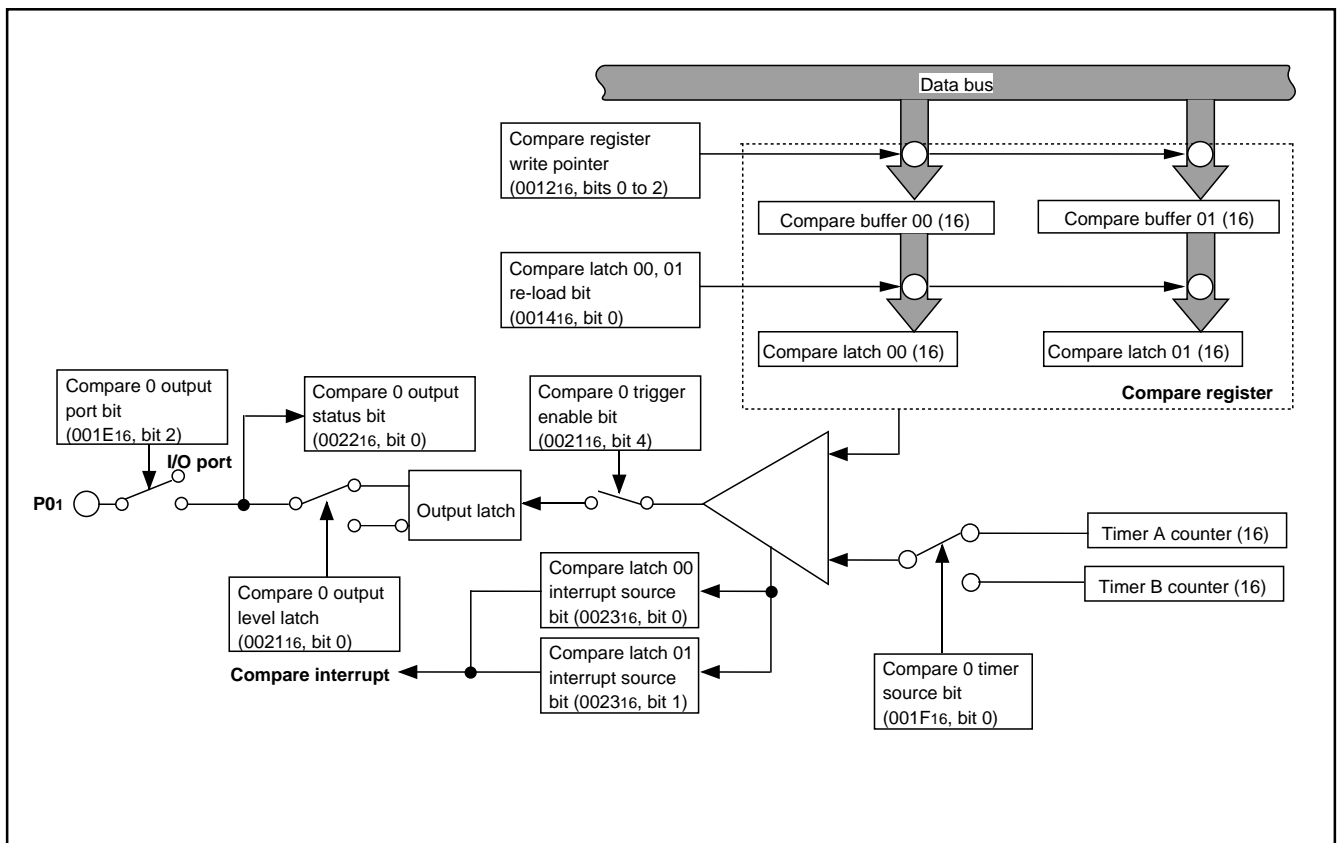 Data bus
Compare register
write pointer
(001216, bits 0 to 2)
Compare buffer 00 (16)
Compare buffer 01 (16)
Compare latch 00, 01
re-load bit
(001416, bit 0)
Compare latch 00 (16)
Compare latch 01 (16)
Compare register
Compare 0 output
port bit
(001E16, bit 2)
Compare 0 output
status bit
(002216, bit 0)
Compare 0 trigger
enable bit
(002116, bit 4)
I/O port
P01
Output latch
Timer A counter (16)
Timer B counter (16)
Compare 0 output
level latch
(002116, bit 0)
Compare latch 00
interrupt source
bit (002316, bit 0)
Compare latch 01
interrupt source
bit (002316, bit 1)
Compare interrupt
Compare 0 timer
source bit
(001F16, bit 0)